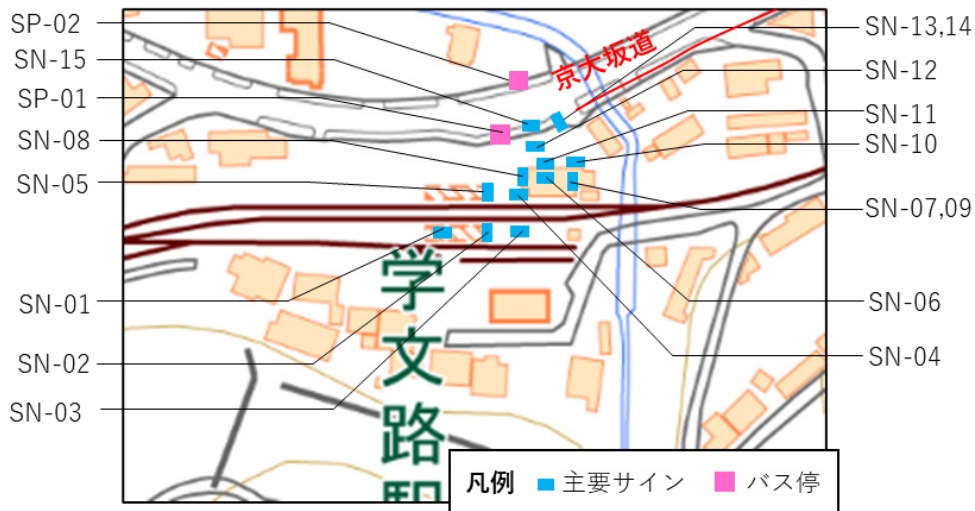 SP-02
SN-15
SP-01
SN-08
SN-05
SN-01
SN-02
SN-03
京大坂道
SN-13,14
SN-12
SN-11
SN-10
SN-07,09
SN-06
SN-04
学文路駅
凡例 主要サイン バス停